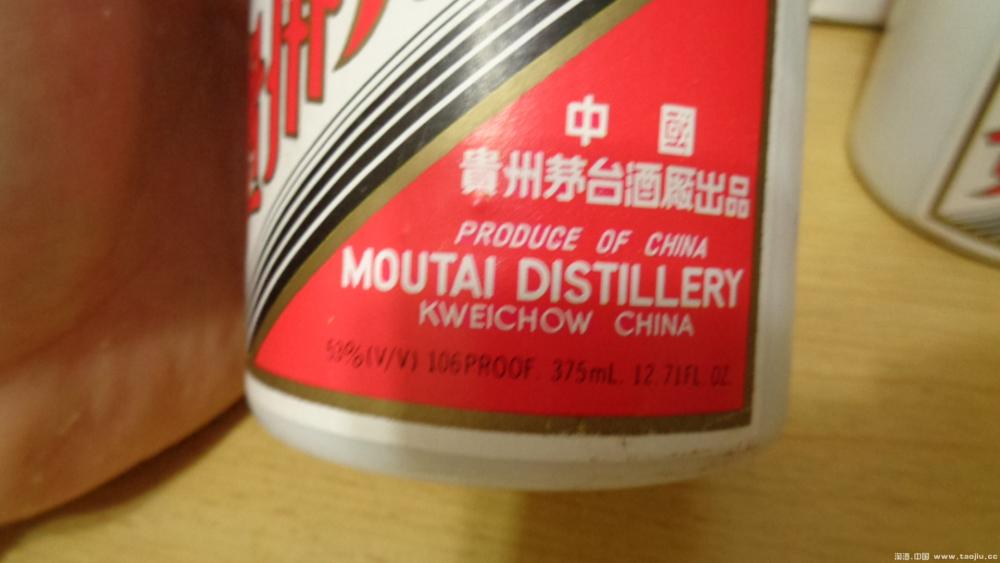 中國
貴州茅台酒廠出品
PRODUCE OF CHINA
MOUTAI DISTILLERY
KWEICHOW CHINA
53%(V/V) 106PROOF. 375mL. 12.71FL.OZ.
淘酒.中国 www.taojiu.cc